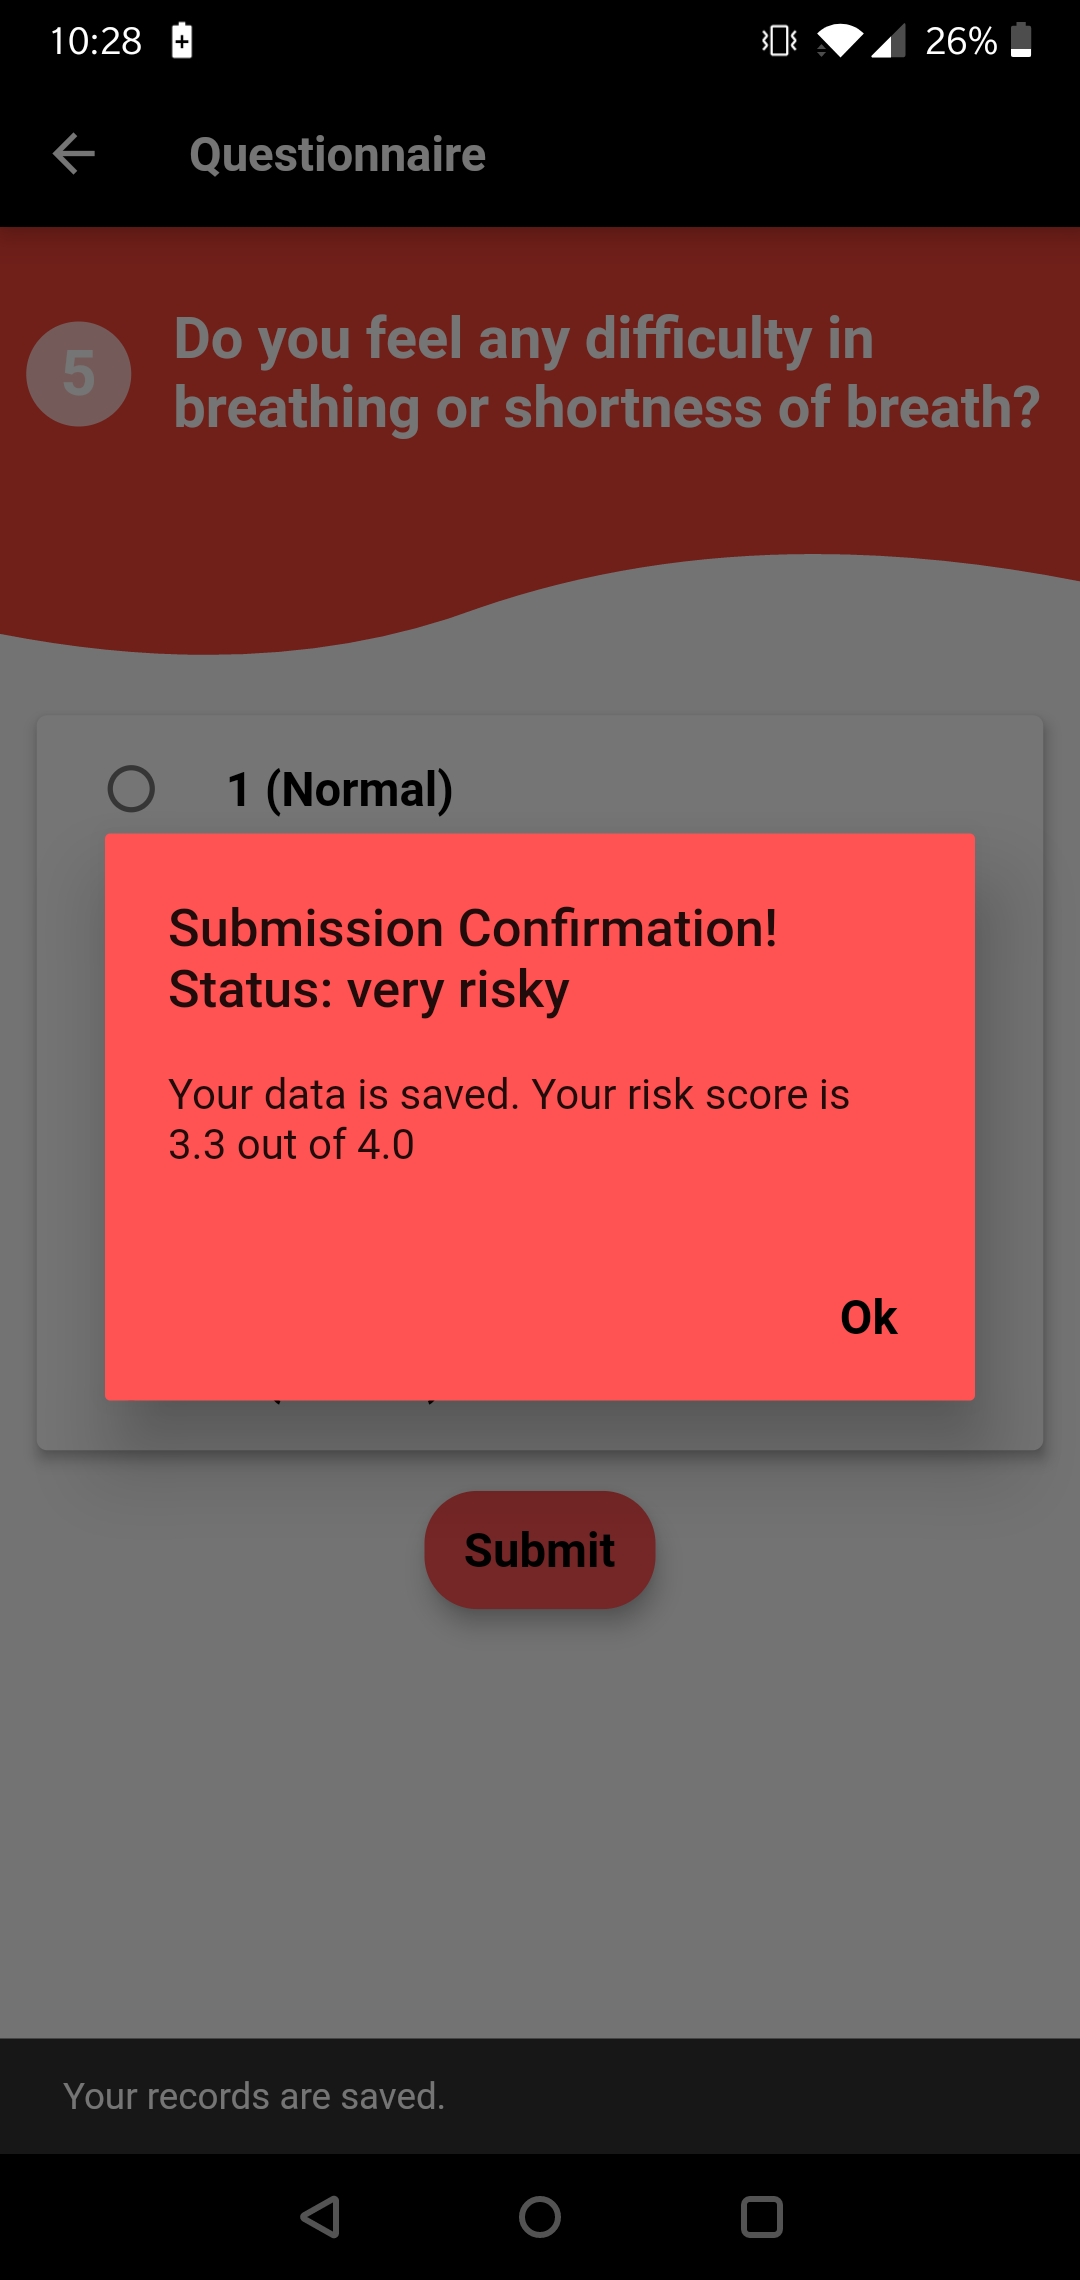 10:28
26%
Questionnaire
5
Do you feel any difficulty in
breathing or shortness of breath?
1 (Normal)
Submission Confirmation!
Status: very risky
Your data is saved. Your risk score is
3.3 out of 4.0
Ok
Submit
Your records are saved.